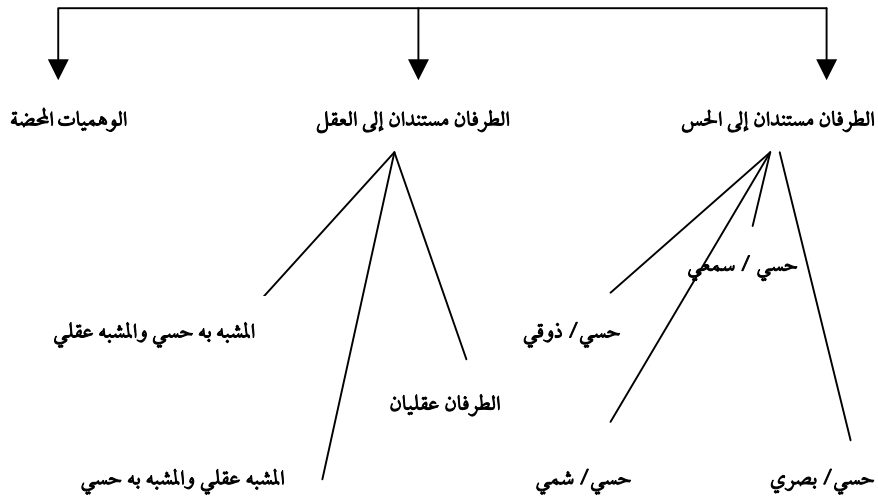 الطرفان مستندان إلى الحس
الطرفان مستندان إلى العقل
الوهميات المحضة
حسي / سمعي
حسي / ذوقي
المشبه به حسي والمشبه عقلي
الطرفان عقليان
حسي / بصري
حسي / شمي
المشبه عقلي والمشبه به حسي